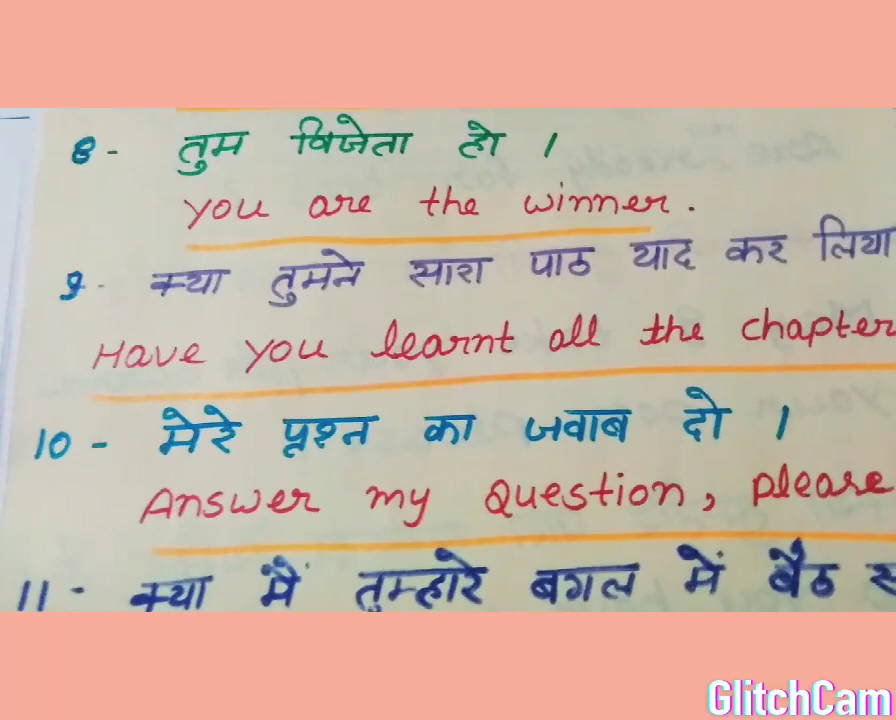 8 - तुम विजेता हो ।
You are the winner.
9 - क्या तुमने सारा पाठ याद कर लिया
Have you learnt all the chapter
10 - मेरे प्रश्न का जवाब दो ।
Answer my Question, please
11 - क्या मैं तुम्हारे बगल में बैठ स
GlitchCam